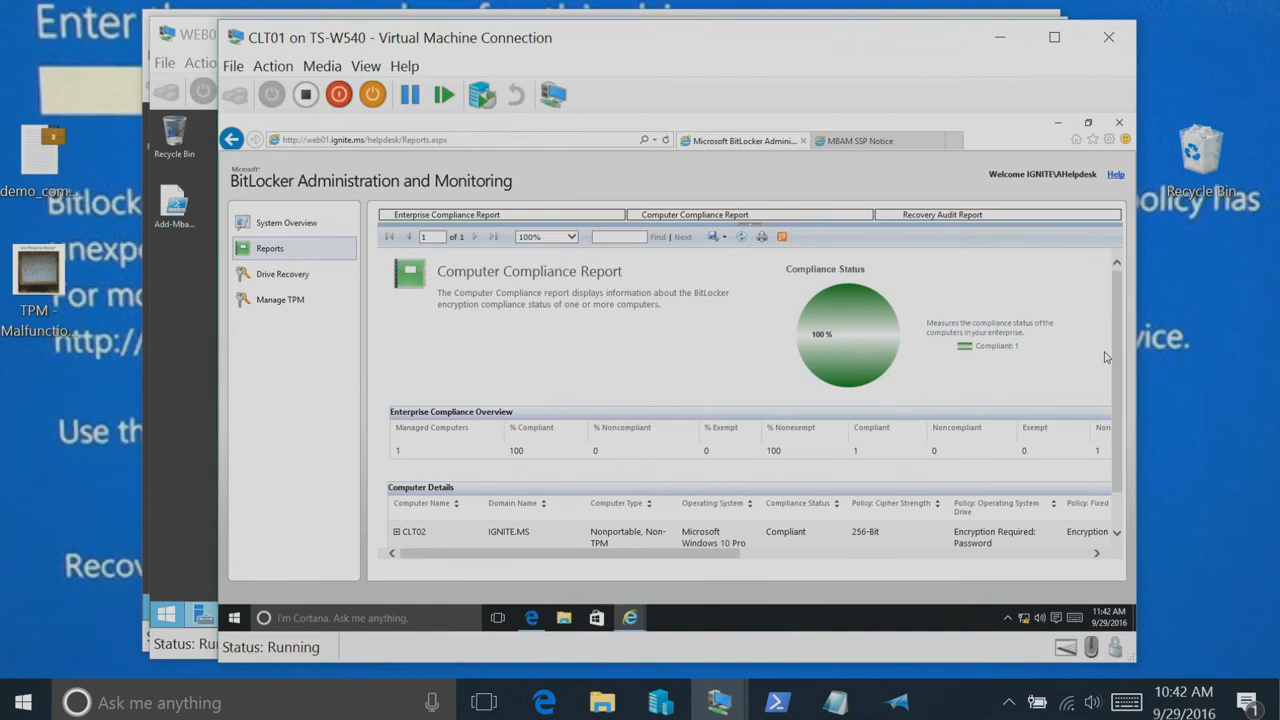 Enter the
Bitlock
policy has
inexpe
For mo
http://
vice.
Use th
Recov
demo_com...
TPM -
Malfunctio...
Recycle Bin
WEB0
File Actio
Recycle Bin
Add-Mba...
Status: Ru
CLT01 on TS-W540 - Virtual Machine Connection
File Action Media View Help
http://web01.ignite.ms/helpdesk/Reports.aspx
Microsoft BitLocker Admini...
MBAM SSP Notice
Microsoft
BitLocker Administration and Monitoring
Welcome IGNITE\AHelpdesk Help
System Overview
Reports
Drive Recovery
Manage TPM
Enterprise Compliance Report Computer Compliance Report Recovery Audit Report
1 of 1 100% Find | Next
Computer Compliance Report
The Computer Compliance report displays information about the BitLocker
encryption compliance status of one or more computers.
Compliance Status
100 %
Measures the compliance status of the
computers in your enterprise.
Compliant: 1
Enterprise Compliance Overview
Managed Computers % Compliant % Noncompliant % Exempt % Nonexempt Compliant Noncompliant Exempt Non
1 100 0 0 100 1 0 0 1
Computer Details
Computer Name Domain Name Computer Type Operating System Compliance Status Policy: Cipher Strength Policy: Operating System Policy: Fixed
Drive
CLT02 IGNITE.MS Nonportable, Non- Microsoft Compliant 256-Bit Encryption Required: Encryption
TPM Windows 10 Pro Password
I'm Cortana. Ask me anything.
11:42 AM
9/29/2016
Status: Running
Ask me anything
10:42 AM
9/29/2016
1